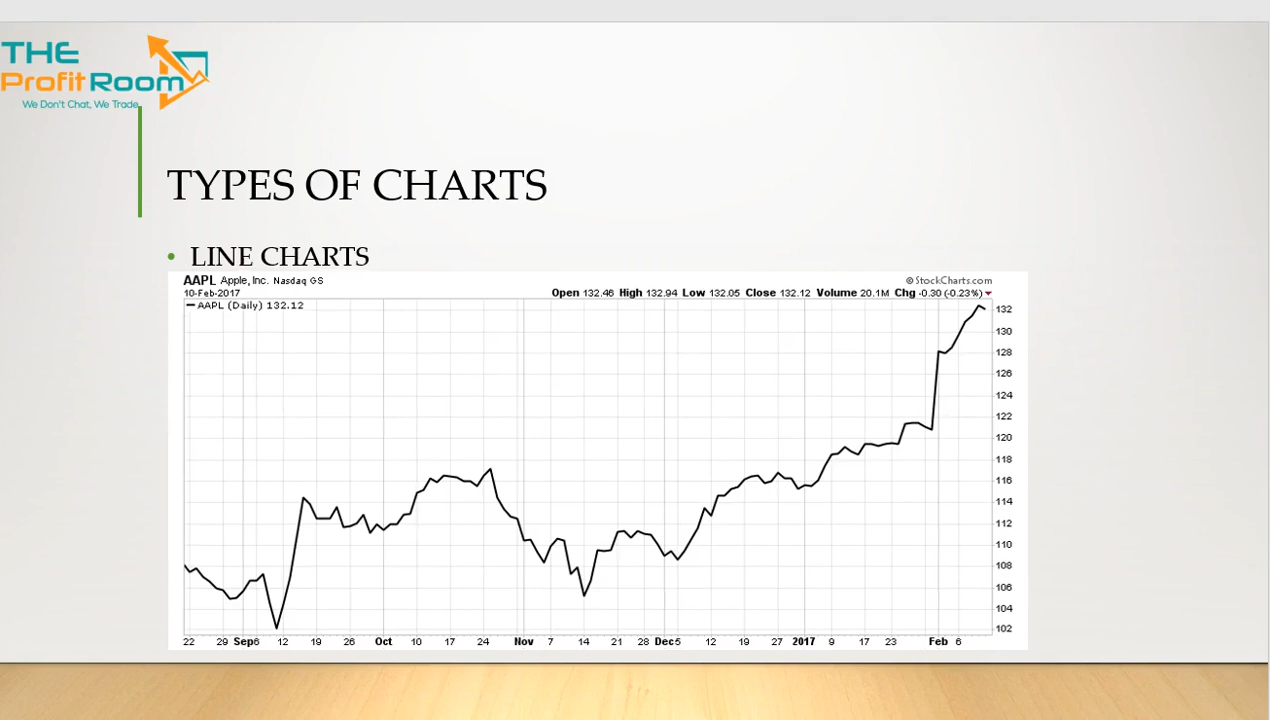 THE
Profit Room
We Don't Chat, We Trade
TYPES OF CHARTS
• LINE CHARTS
AAPL Apple, Inc. Nasdaq GS
© StockCharts.com
10-Feb-2017
Open 132.46 High 132.94 Low 132.05 Close 132.12 Volume 20.1M Chg -0.30 (-0.23%)
AAPL (Daily) 132.12
132
130
128
126
124
122
120
118
116
114
112
110
108
106
104
102
22 29 Sep 6 12 19 26 Oct 10 17 24 Nov 7 14 21 28 Dec 5 12 19 27 2017 9 17 23 Feb 6